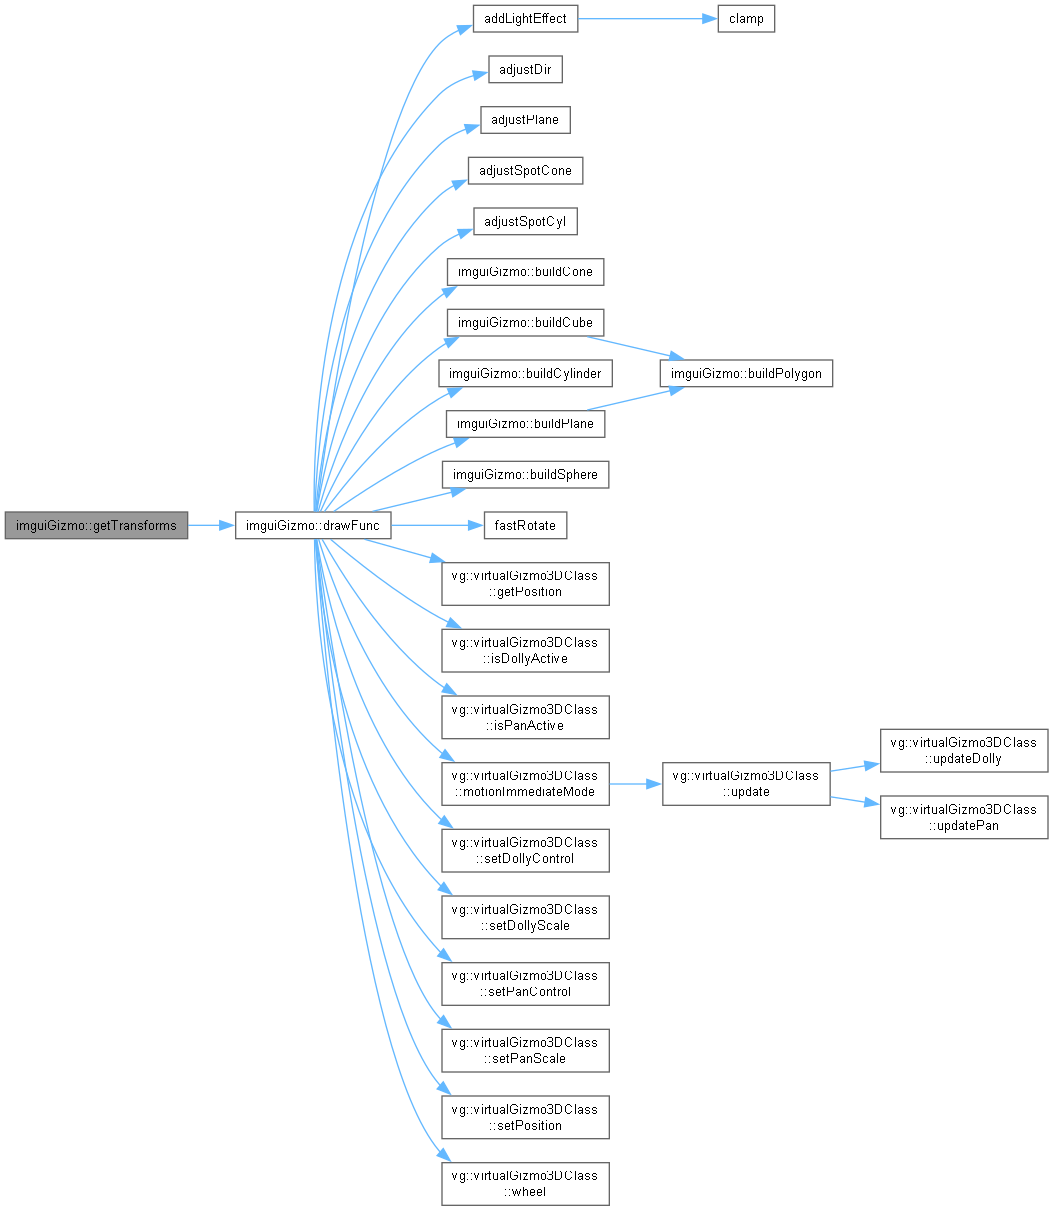 addLightEffect
clamp
adjustDir
adjustPlane
adjustSpotCone
adjustSpotCyl
imguiGizmo::buildCone
imguiGizmo::buildCube
imguiGizmo::buildCylinder
imguiGizmo::buildPolygon
imguiGizmo::buildPlane
imguiGizmo::buildSphere
imguiGizmo::getTransforms
imguiGizmo::drawFunc
fastRotate
vg::virtualGizmo3DClass
::getPosition
vg::virtualGizmo3DClass
::isDollyActive
vg::virtualGizmo3DClass
::isPanActive
vg::virtualGizmo3DClass
::motionImmediateMode
vg::virtualGizmo3DClass
::update
vg::virtualGizmo3DClass
::updateDolly
vg::virtualGizmo3DClass
::updatePan
vg::virtualGizmo3DClass
::setDollyControl
vg::virtualGizmo3DClass
::setDollyScale
vg::virtualGizmo3DClass
::setPanControl
vg::virtualGizmo3DClass
::setPanScale
vg::virtualGizmo3DClass
::setPosition
vg::virtualGizmo3DClass
::wheel